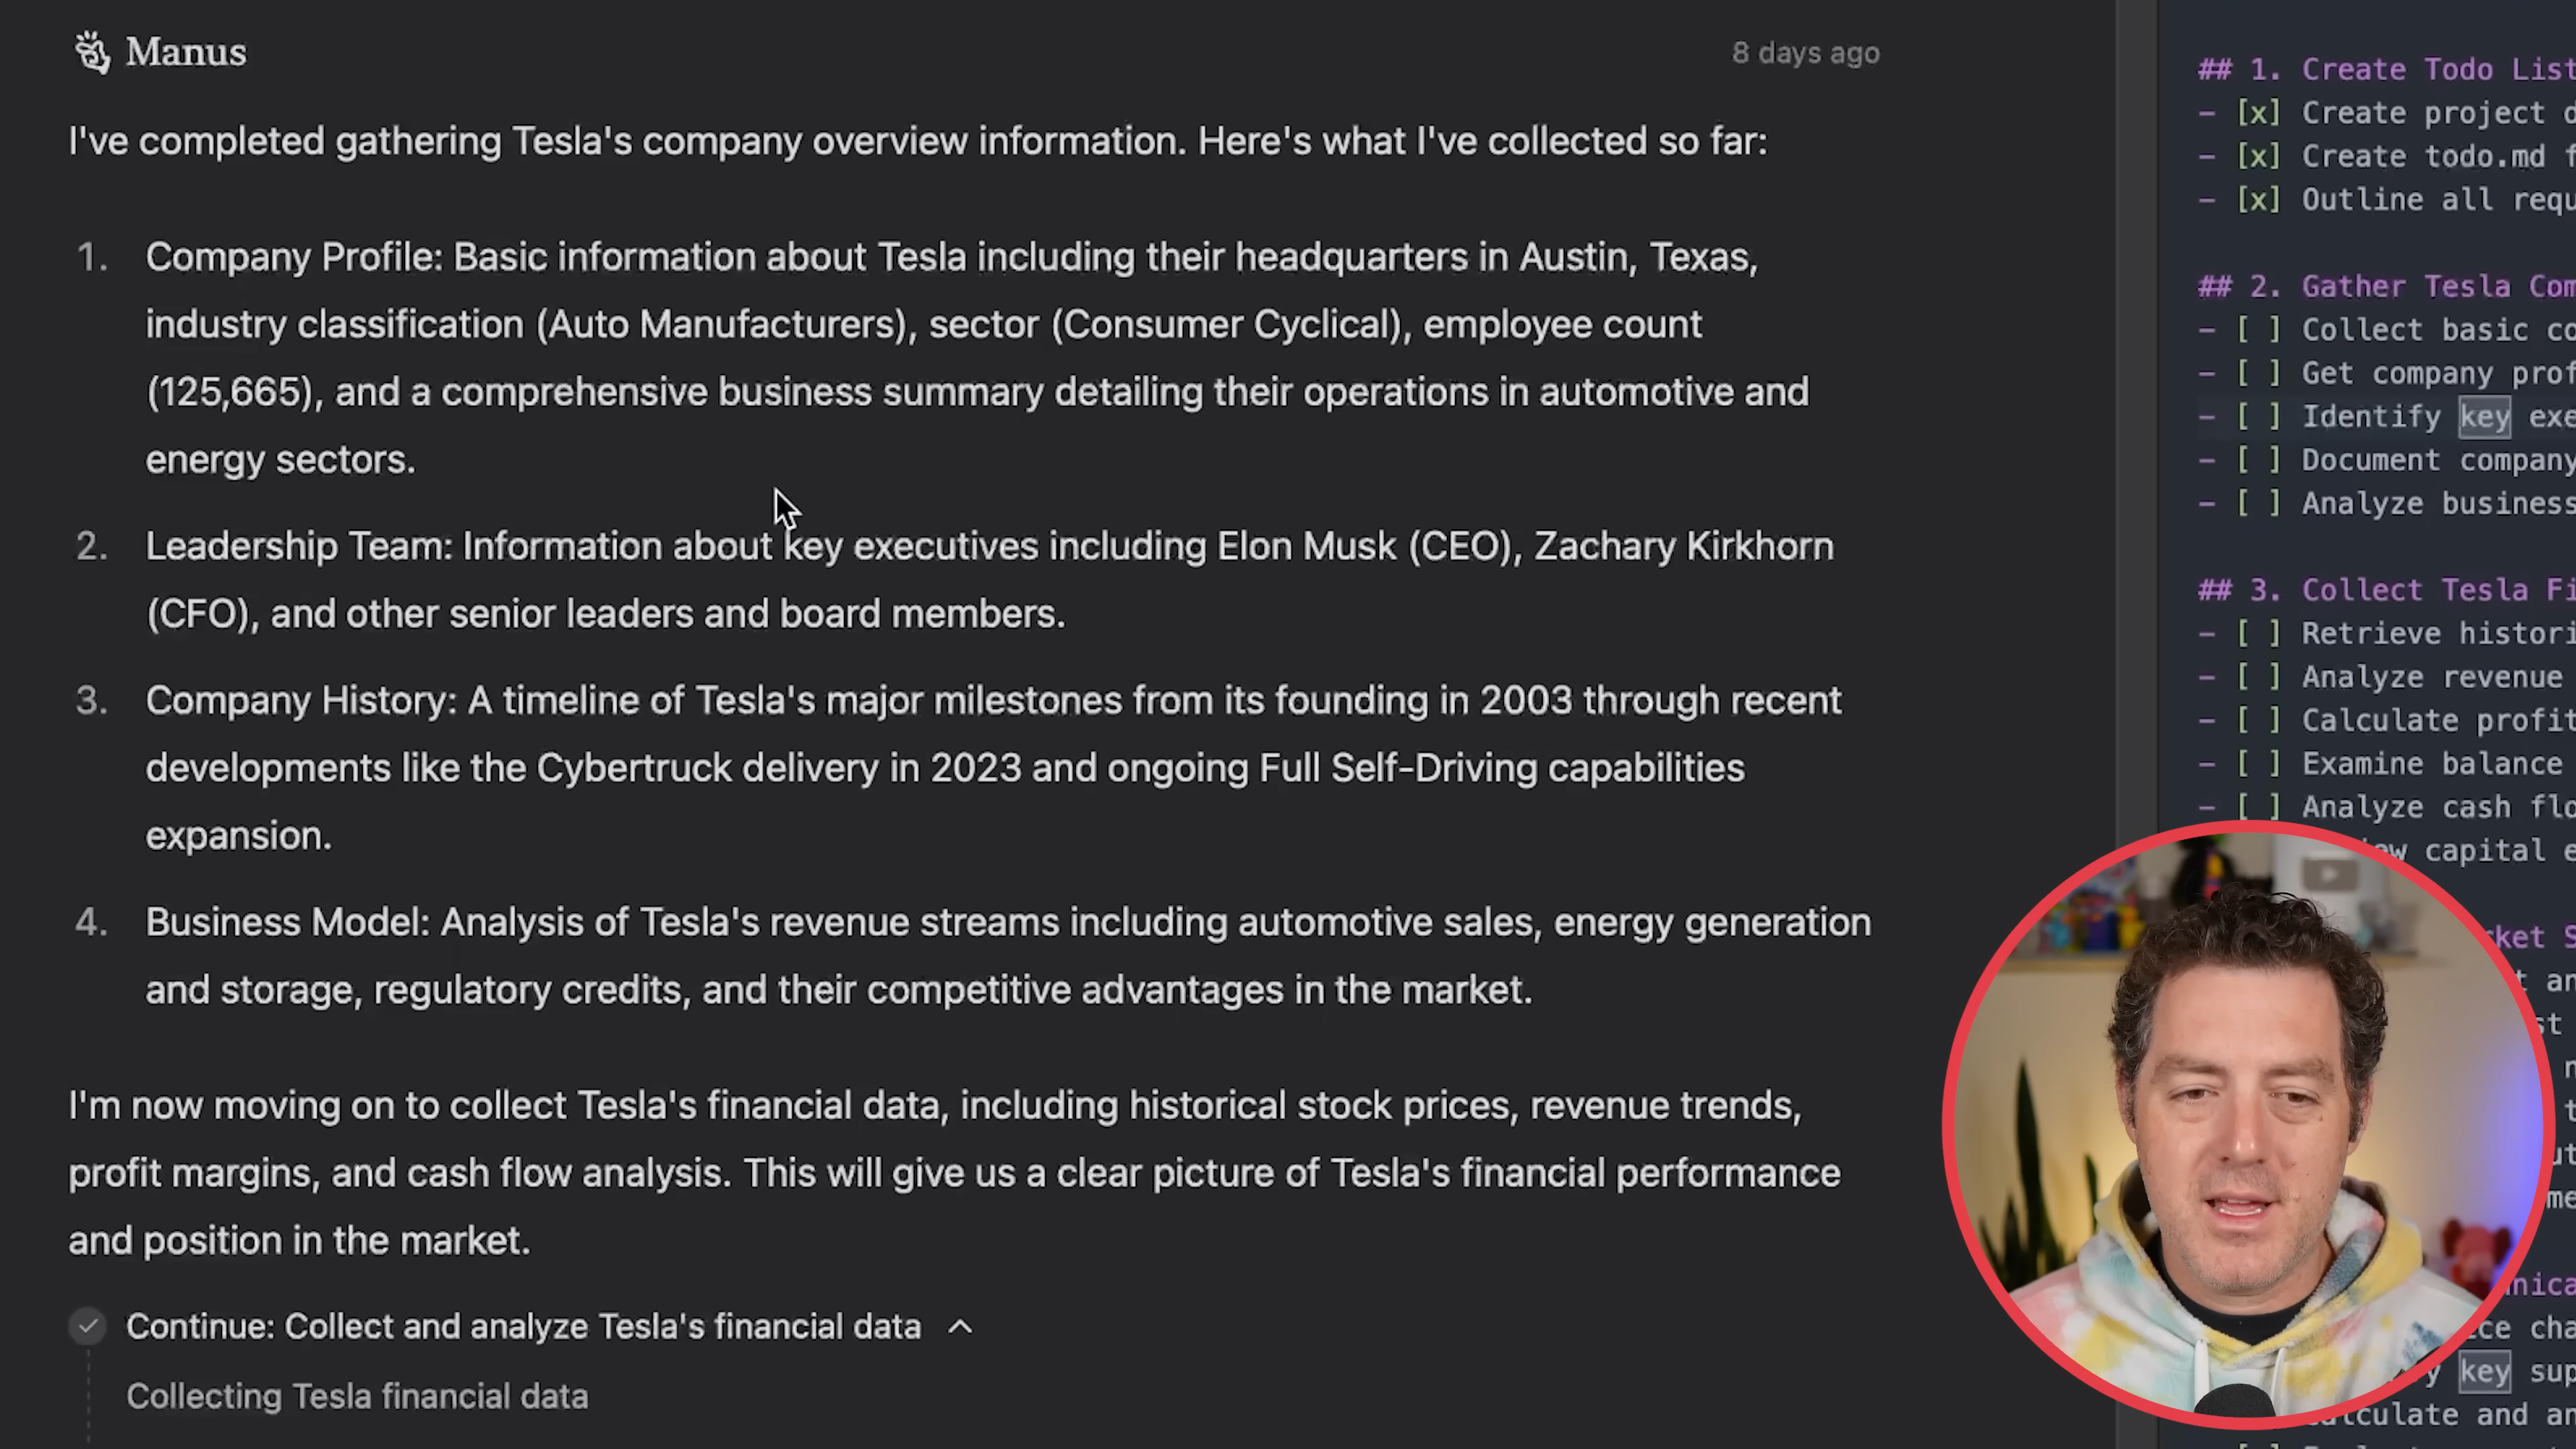 Manus
8 days ago
I've completed gathering Tesla's company overview information. Here's what I've collected so far:
1. Company Profile: Basic information about Tesla including their headquarters in Austin, Texas,
industry classification (Auto Manufacturers), sector (Consumer Cyclical), employee count
(125,665), and a comprehensive business summary detailing their operations in automotive and
energy sectors.
2. Leadership Team: Information about key executives including Elon Musk (CEO), Zachary Kirkhorn
(CFO), and other senior leaders and board members.
3. Company History: A timeline of Tesla's major milestones from its founding in 2003 through recent
developments like the Cybertruck delivery in 2023 and ongoing Full Self-Driving capabilities
expansion.
4. Business Model: Analysis of Tesla's revenue streams including automotive sales, energy generation
and storage, regulatory credits, and their competitive advantages in the market.
I'm now moving on to collect Tesla's financial data, including historical stock prices, revenue trends,
profit margins, and cash flow analysis. This will give us a clear picture of Tesla's financial performance
and position in the market.
Continue: Collect and analyze Tesla's financial data
Collecting Tesla financial data
## 1. Create Todo List
- [x] Create project
- [x] Create todo.md
- [x] Outline all requ
## 2. Gather Tesla Com
- [ ] Collect basic co
- [ ] Get company prof
- [ ] Identify key exe
- [ ] Document company
- [ ] Analyze business
## 3. Collect Tesla Fi
- [ ] Retrieve histori
- [ ] Analyze revenue
- [ ] Calculate profit
- [ ] Examine balance
- [ ] Analyze cash flo
capital e
ket S
key sup
culate and an